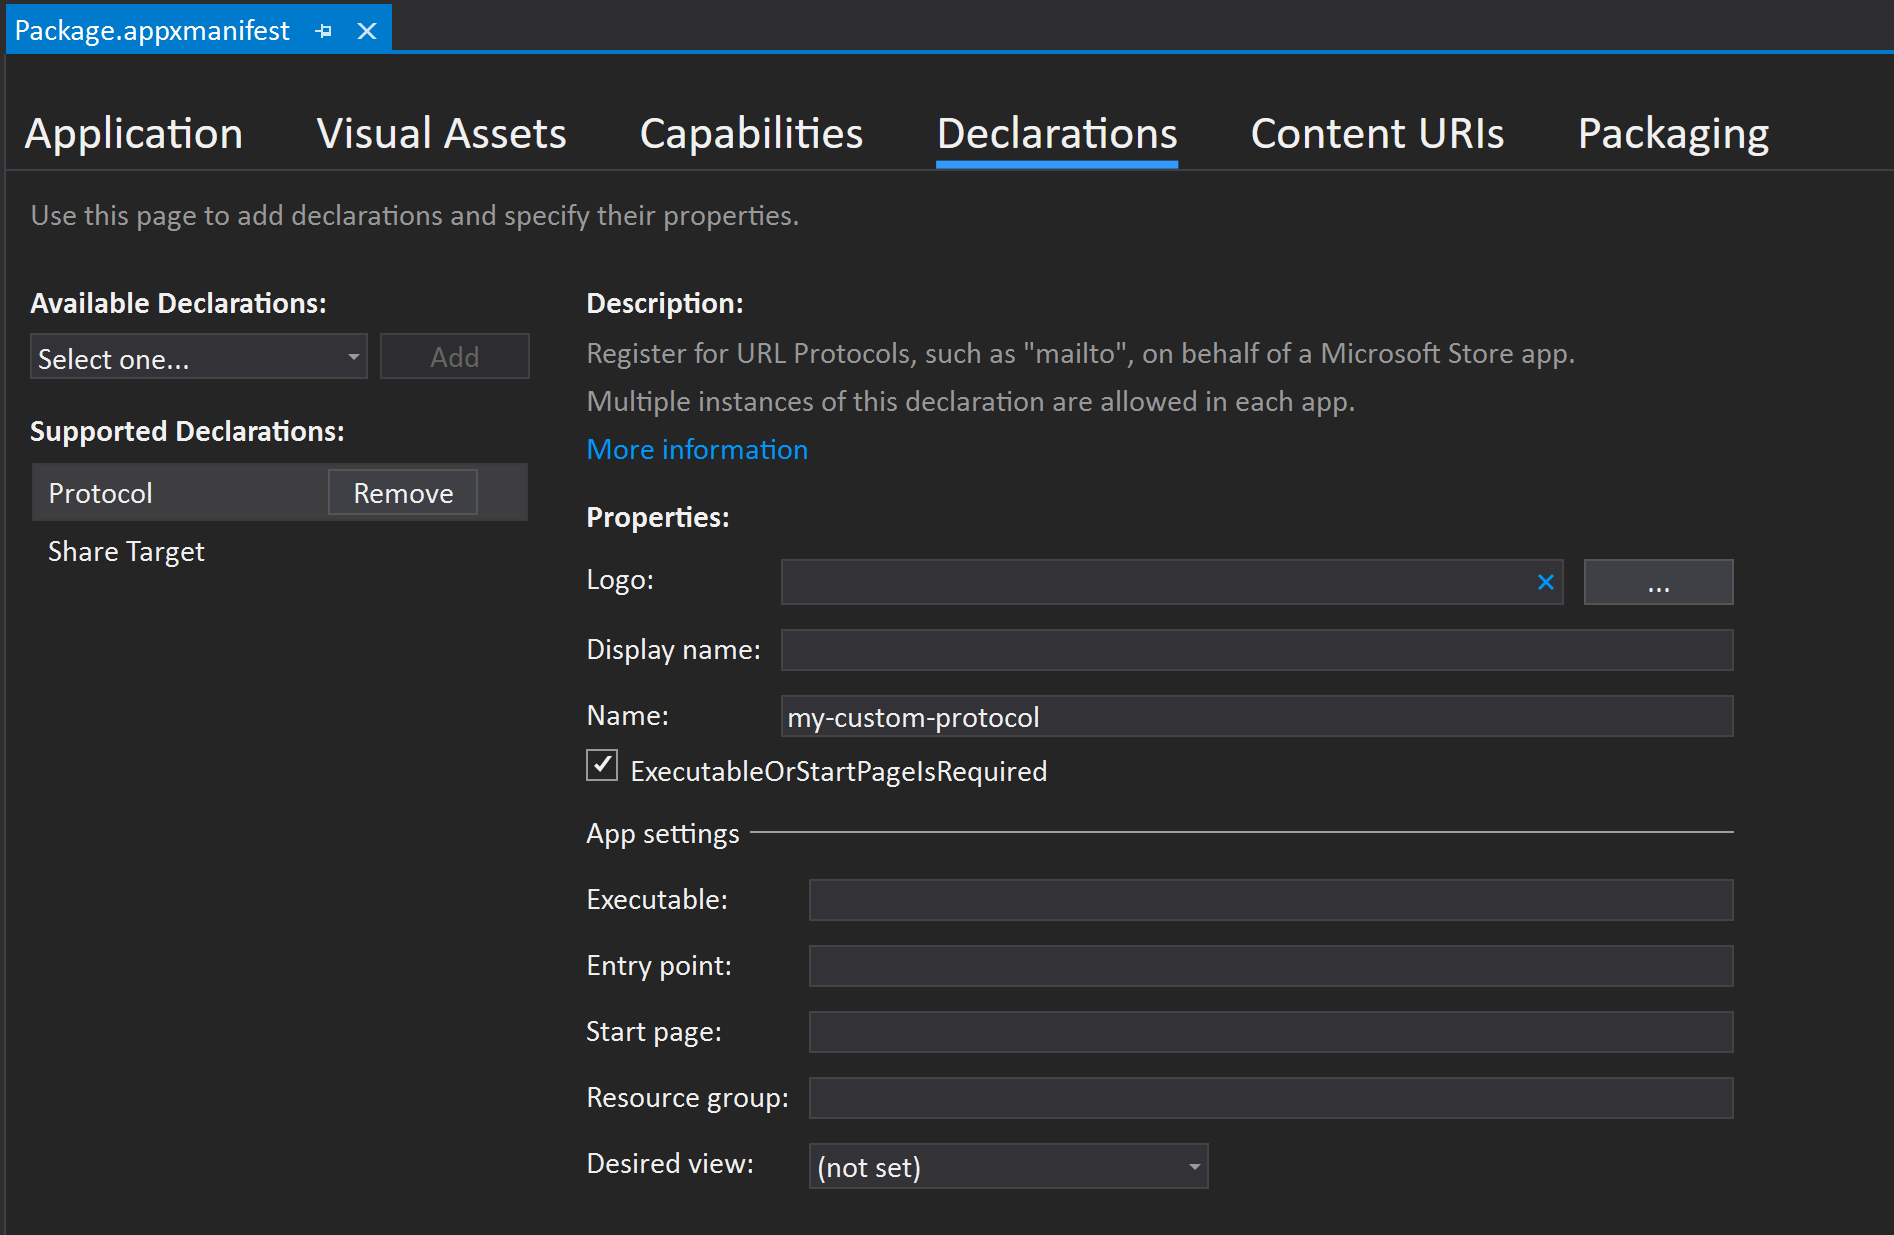 Package.appxmanifest
Application Visual Assets Capabilities Declarations Content URIs Packaging
Use this page to add declarations and specify their properties.
Available Declarations:
Select one...
Add
Supported Declarations:
Protocol
Remove
Share Target
Description:
Register for URL Protocols, such as "mailto", on behalf of a Microsoft Store app.
Multiple instances of this declaration are allowed in each app.
More information
Properties:
Logo:
...
Display name:
Name: my-custom-protocol
ExecutableOrStartPageIsRequired
App settings
Executable:
Entry point:
Start page:
Resource group:
Desired view: (not set)